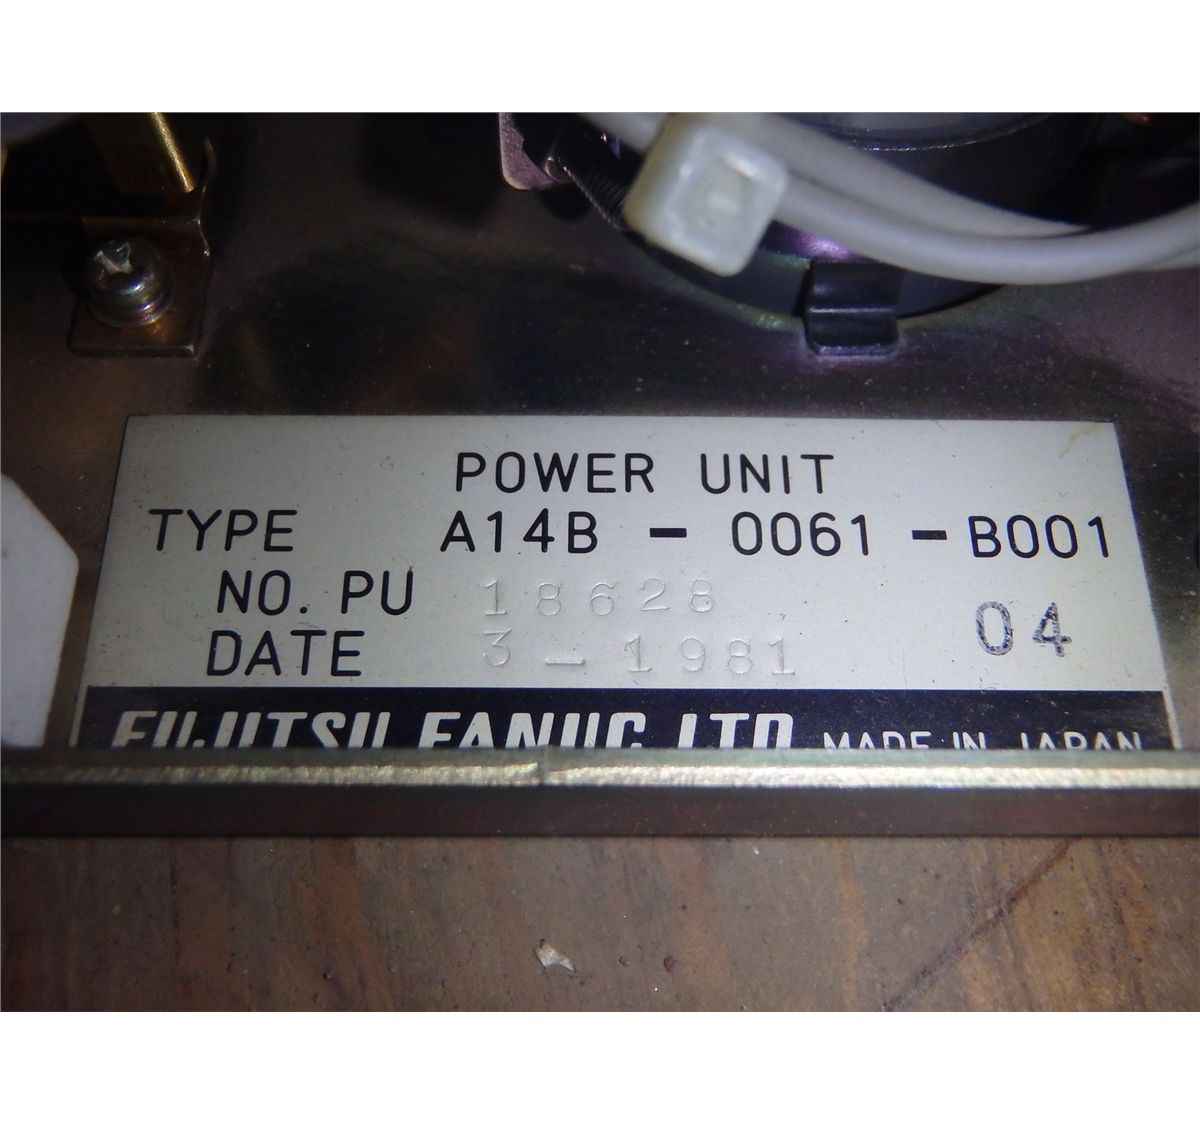 POWER UNIT
TYPE A14B - 0061 - B001
NO. PU 18628
DATE 3 - 1981 04
FUJITSU FANUC LTD MADE IN JAPAN